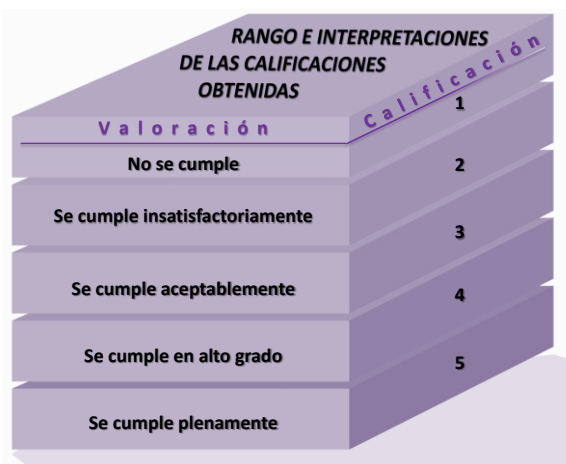 RANGO E INTERPRETACIONES
DE LAS CALIFICACIONES
OBTENIDAS
Valoración
Calificación
No se cumple
1
Se cumple insatisfactoriamente
2
Se cumple aceptablemente
3
Se cumple en alto grado
4
Se cumple plenamente
5